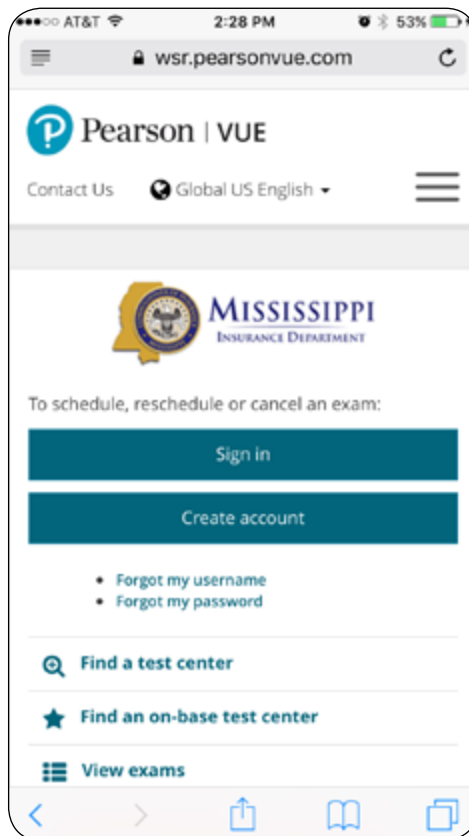 AT&T 2:28 PM 53%
wsr.pearsonvue.com
Pearson | VUE
Contact Us Global US English
MISSISSIPPI
INSURANCE DEPARTMENT
To schedule, reschedule or cancel an exam:
Sign in
Create account
Forgot my username
Forgot my password
Find a test center
Find an on-base test center
View exams